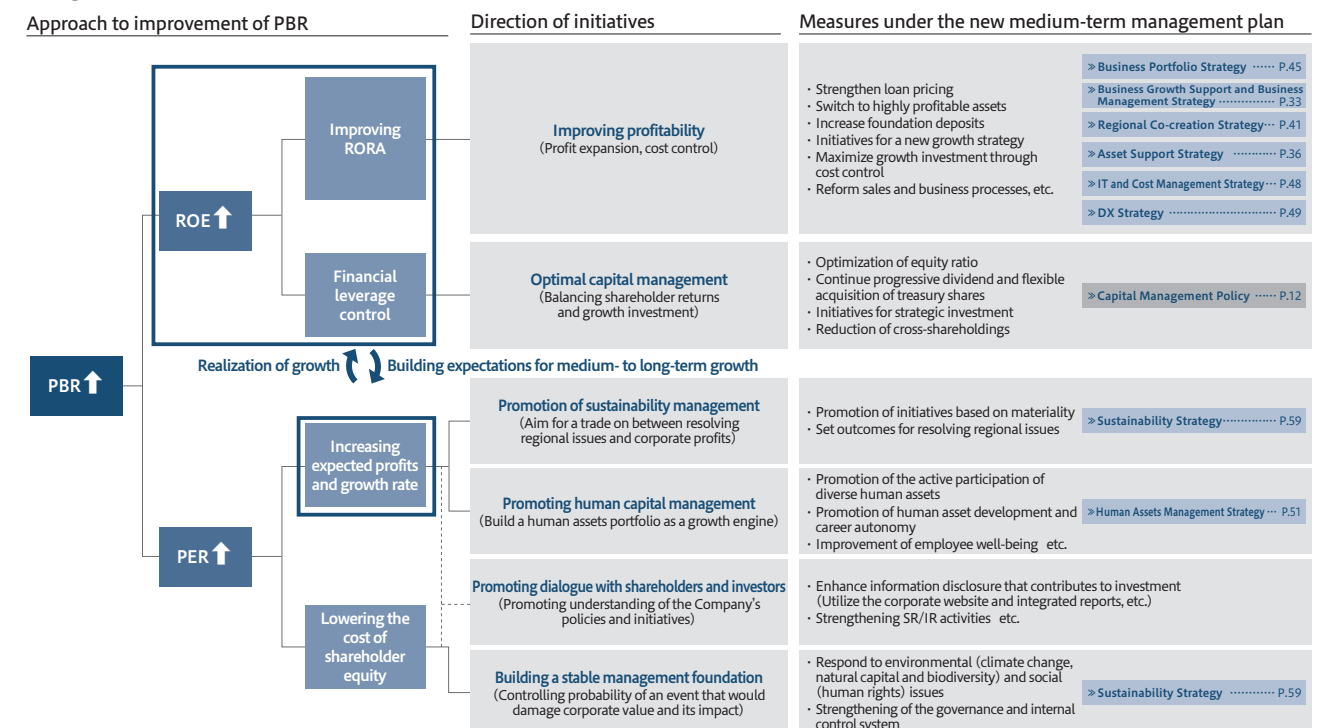 Approach to improvement of PBR
Direction of initiatives
Measures under the new medium-term management plan
PBR
ROE
Improving
RORA
Financial
leverage
control
Realization of growth
Building expectations for medium- to long-term growth
PER
Increasing
expected profits
and growth rate
Lowering the
cost of
shareholder
equity
Improving profitability
(Profit expansion, cost control)
・Strengthen loan pricing
・Switch to highly profitable assets
・Increase foundation deposits
・Initiatives for a new growth strategy
・Maximize growth investment through
cost control
・Reform sales and business processes, etc.
≫Business Portfolio Strategy ······ P.45
≫Business Growth Support and Business
Management Strategy ··············· P.33
≫Regional Co-creation Strategy··· P.41
≫Asset Support Strategy ············ P.36
≫IT and Cost Management Strategy··· P.48
≫DX Strategy ····························· P.49
Optimal capital management
(Balancing shareholder returns
and growth investment)
・Optimization of equity ratio
・Continue progressive dividend and flexible
acquisition of treasury shares
・Initiatives for strategic investment
・Reduction of cross-shareholdings
≫Capital Management Policy ······ P.12
Promotion of sustainability management
(Aim for a trade on between resolving
regional issues and corporate profits)
・Promotion of initiatives based on materiality
・Set outcomes for resolving regional issues
≫Sustainability Strategy··············· P.59
Promoting human capital management
(Build a human assets portfolio as a growth engine)
・Promotion of the active participation of
diverse human assets
・Promotion of human asset development and
career autonomy
・Improvement of employee well-being etc.
≫Human Assets Management Strategy ··· P.51
Promoting dialogue with shareholders and investors
(Promoting understanding of the Company's
policies and initiatives)
・Enhance information disclosure that contributes to investment
(Utilize the corporate website and integrated reports, etc.)
・Strengthening SR/IR activities etc.
Building a stable management foundation
(Controlling probability of an event that would
damage corporate value and its impact)
・Respond to environmental (climate change,
natural capital and biodiversity) and social
(human rights) issues
・Strengthening of the governance and internal
control system
≫Sustainability Strategy ············ P.59